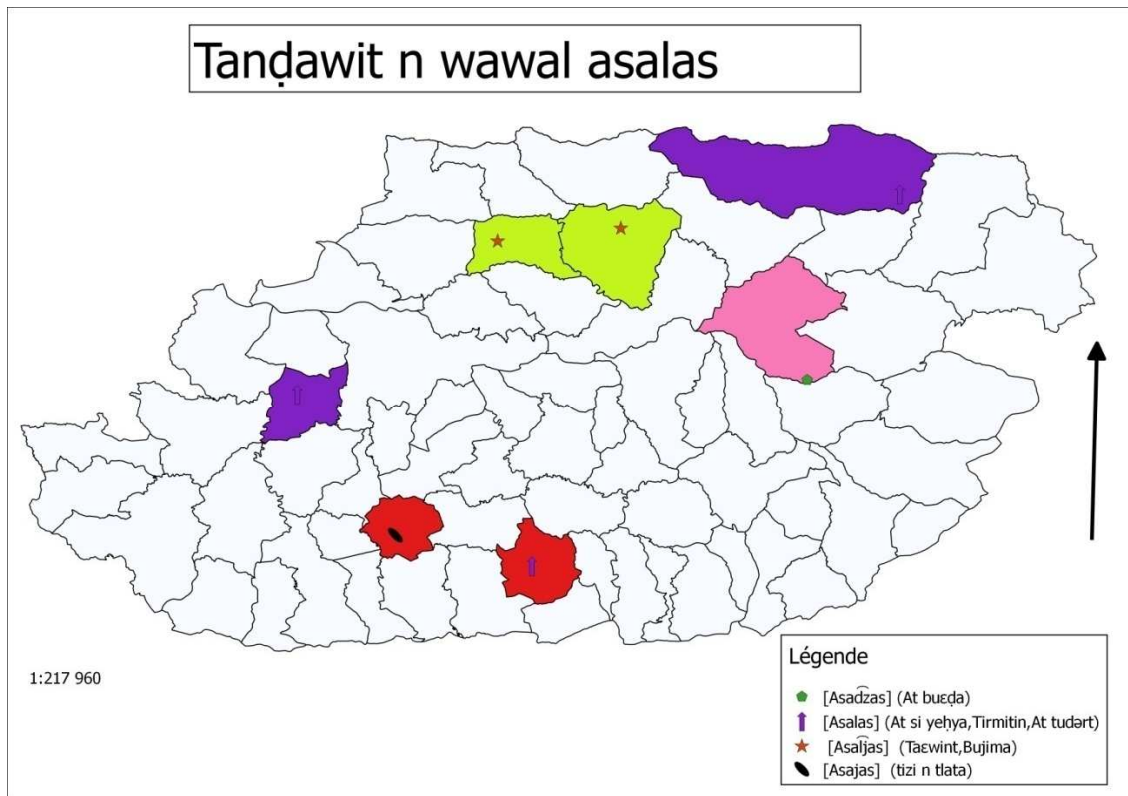 Tanḍawit n wawal asalas
1:217 960
Légende
[Asad͡zas] (At buɛḍa)
[Asalas] (At si yeḥya,Tirmitin,At tudərt)
[Asal͡jas] (Taɛwint,Bujima)
[Asajas] (tizi n tlata)